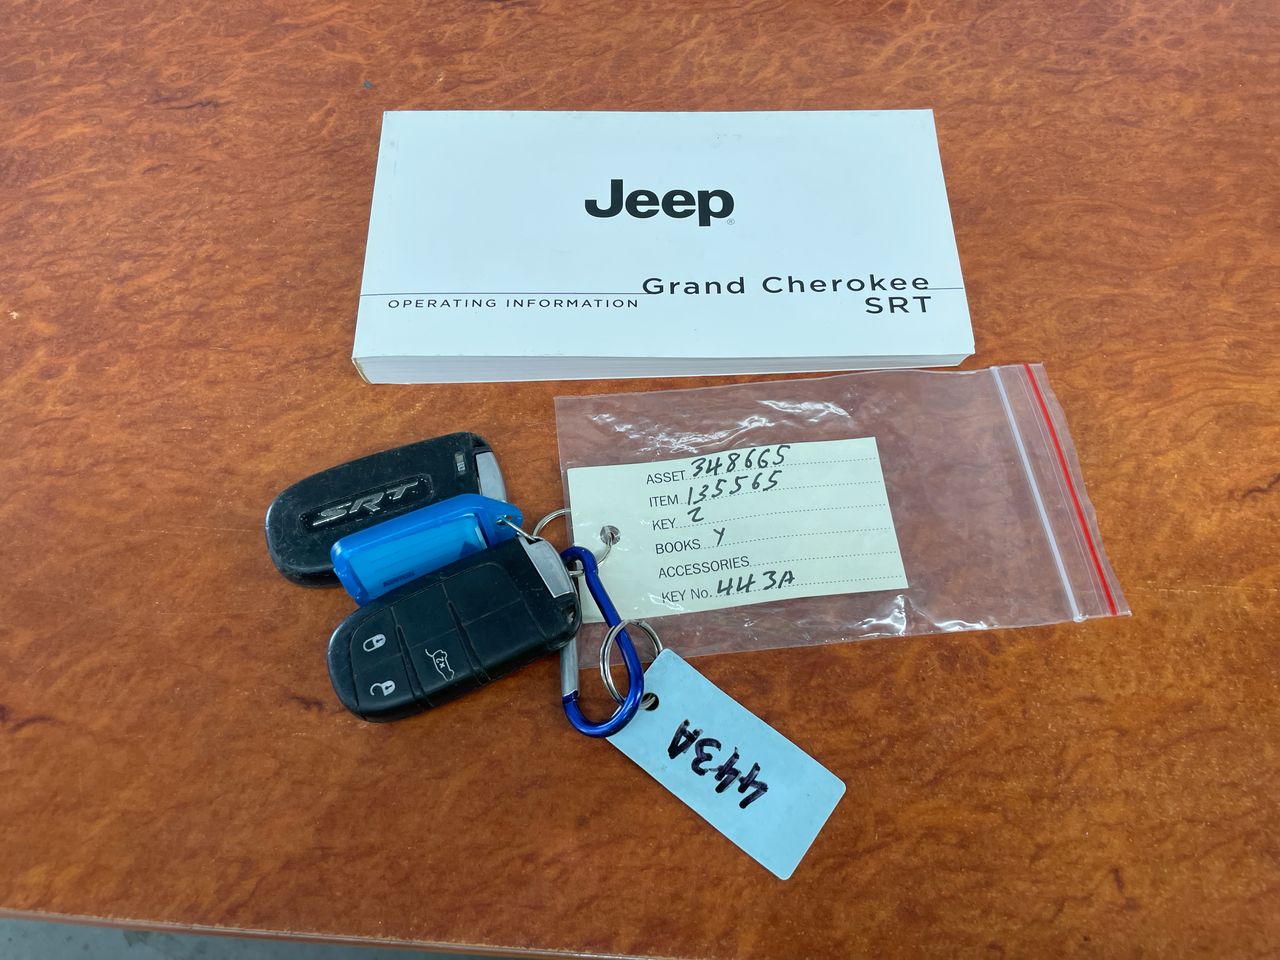 Jeep®
Grand Cherokee
OPERATING INFORMATION
SRT
ASSET 348665
ITEM 135565
KEY 2
BOOKS Y
ACCESSORIES
KEY No. 443A
SRT
x2
443A